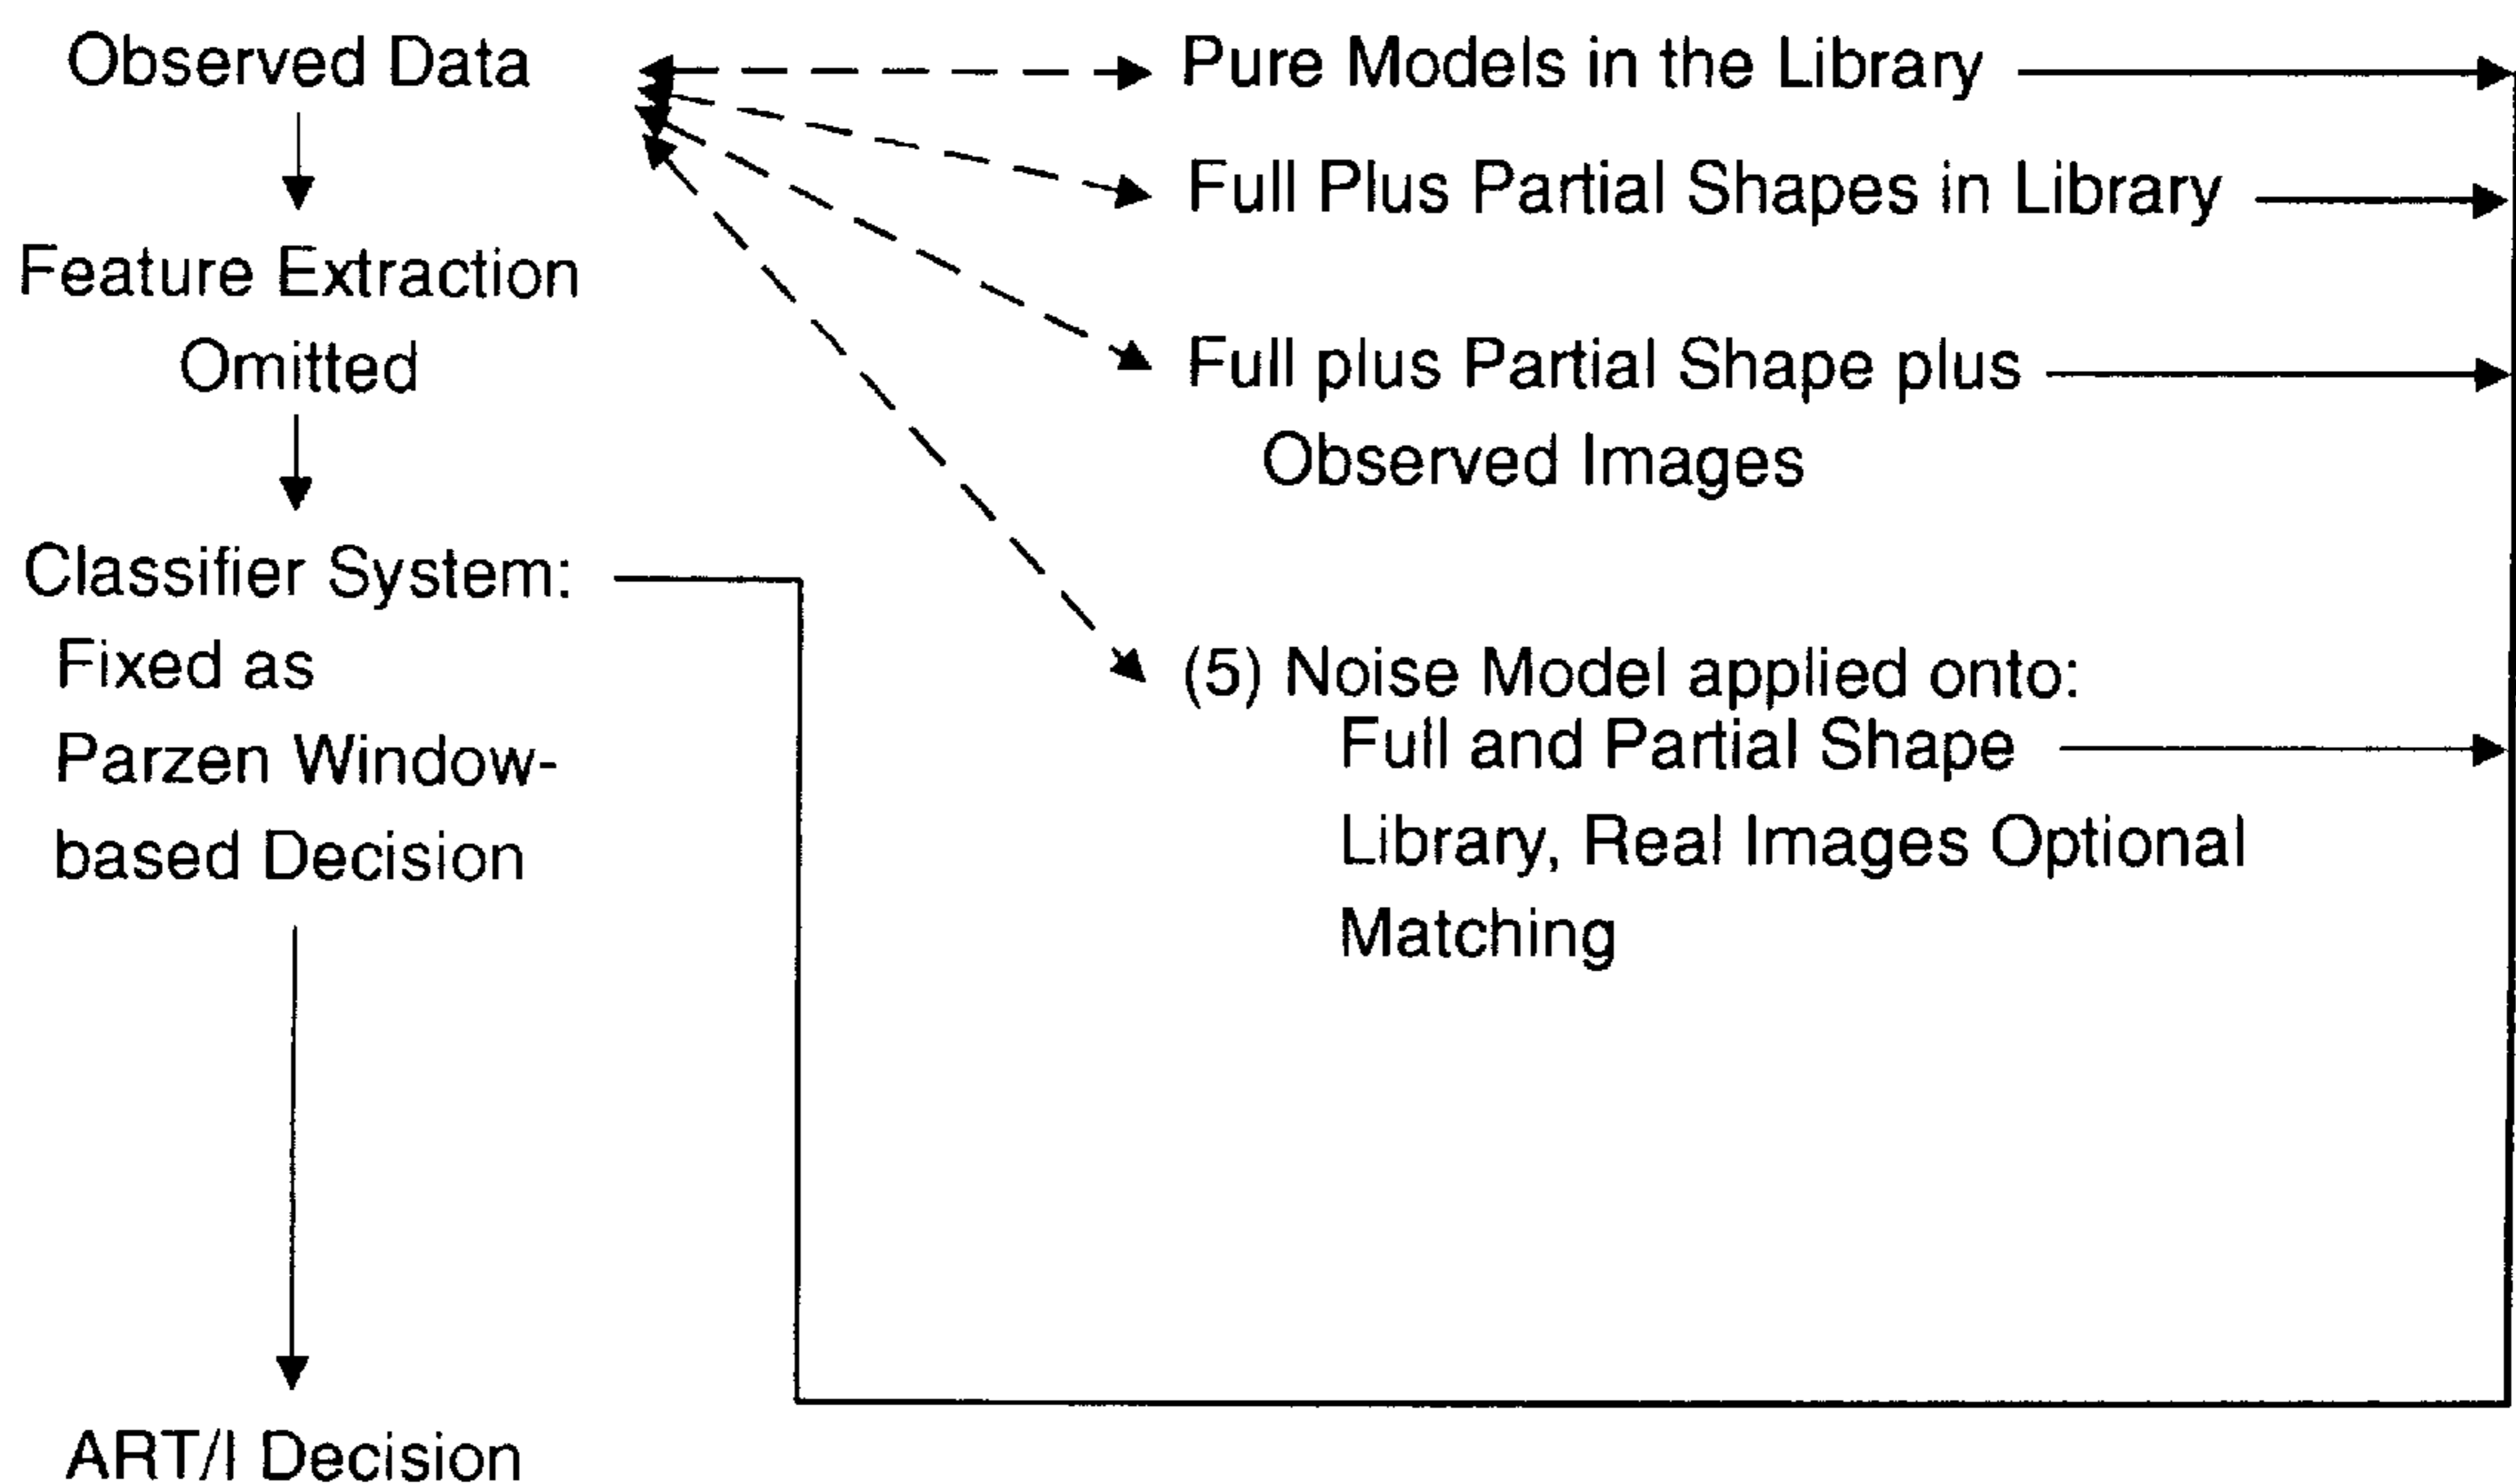 Observed Data
Feature Extraction
Omitted
Classifier System:
Fixed as
Parzen Window-
based Decision
ART/I Decision
Pure Models in the Library
Full Plus Partial Shapes in Library
Full plus Partial Shape plus
Observed Images
(5) Noise Model applied onto:
Full and Partial Shape
Library, Real Images Optional
Matching